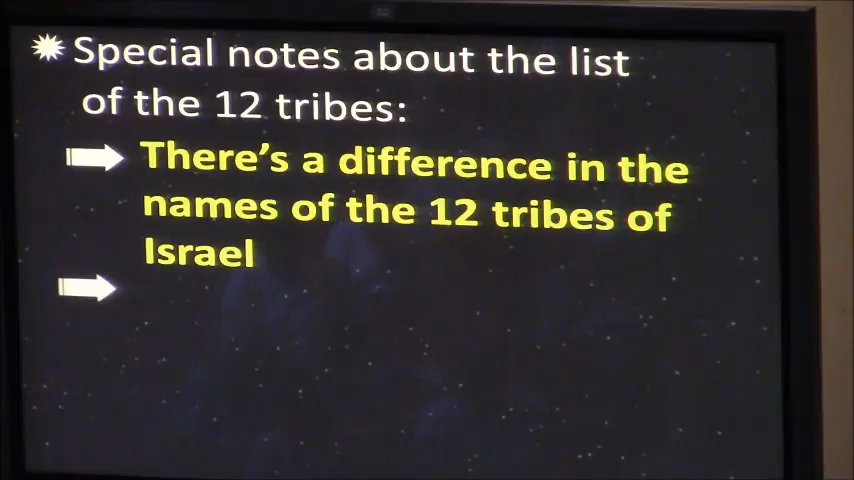 Special notes about the list
of the 12 tribes:
There's a difference in the
names of the 12 tribes of
Israel